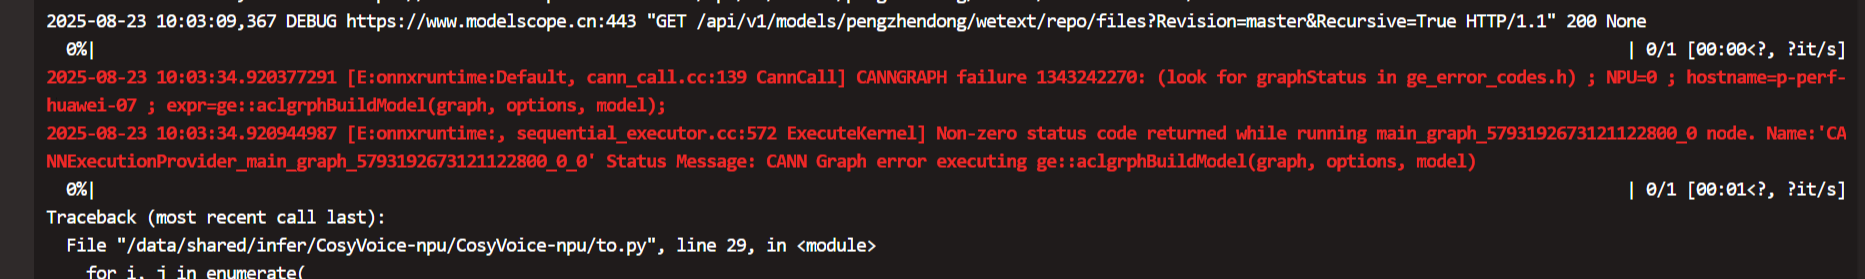 2025-08-23 10:03:09,367 DEBUG https://www.modelscope.cn:443 "GET /api/v1/models/pengzhendong/wetext/repo/files?Revision=master&Recursive=True HTTP/1.1" 200 None
0%| | 0/1 [00:00<?, ?it/s]
2025-08-23 10:03:34.920377291 [E:onnxruntime:Default, cann_call.cc:139 CannCall] CANNGRAPH failure 1343242270: (look for graphStatus in ge_error_codes.h) ; NPU=0 ; hostname=p-perf-
huawei-07 ; expr=ge::aclgrphBuildModel(graph, options, model);
2025-08-23 10:03:34.920944987 [E:onnxruntime:, sequential_executor.cc:572 ExecuteKernel] Non-zero status code returned while running main_graph_5793192673121122800_0 node. Name:'CA
NNExecutionProvider_main_graph_5793192673121122800_0_0' Status Message: CANN Graph error executing ge::aclgrphBuildModel(graph, options, model)
0%| | 0/1 [00:01<?, ?it/s]
Traceback (most recent call last):
File "/data/shared/infer/CosyVoice-npu/CosyVoice-npu/to.py", line 29, in <module>
for i, j in enumerate(